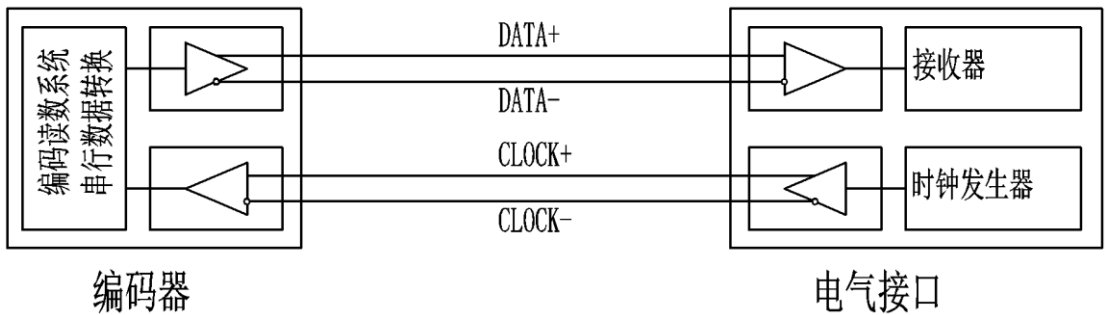 编码读数系统
串行数据转换
DATA+
DATA-
CLOCK+
CLOCK-
接收器
时钟发生器
编码器
电气接口